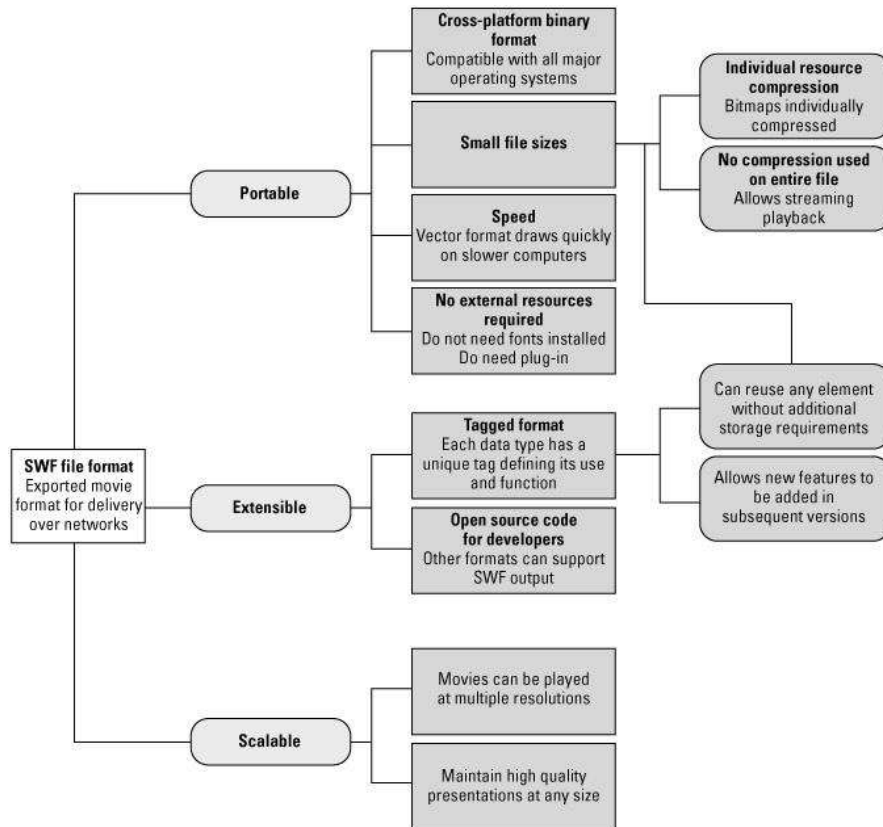 Cross-platform binary
format
Compatible with all major
operating systems
Small file sizes
Individual resource
compression
Bitmaps individually
compressed
No compression used
on entire file
Allows streaming
playback
Portable
Speed
Vector format draws quickly
on slower computers
No external resources
required
Do not need fonts installed
Do need plug-in
SWF file format
Exported movie
format for delivery
over networks
Extensible
Tagged format
Each data type has a
unique tag defining its use
and function
Can reuse any element
without additional
storage requirements
Allows new features to
be added in
subsequent versions
Open source code
for developers
Other formats can support
SWF output
Scalable
Movies can be played
at multiple resolutions
Maintain high quality
presentations at any size